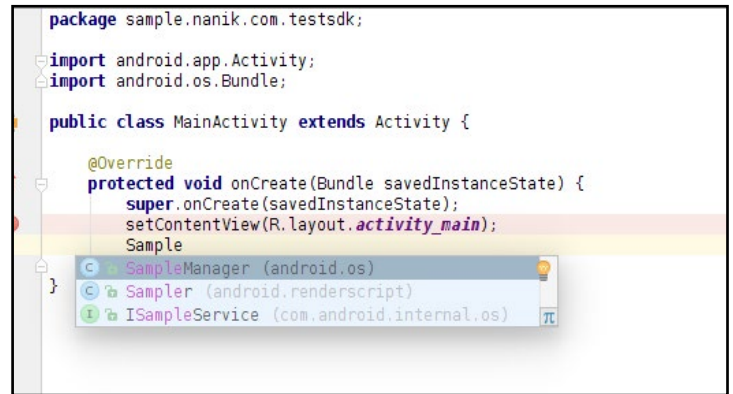 package sample.nanik.com.testsdk;
import android.app.Activity;
import android.os.Bundle;
public class MainActivity extends Activity {
@Override
protected void onCreate(Bundle savedInstanceState) {
super.onCreate(savedInstanceState);
setContentView(R.layout.activity_main);
Sample
C SampleManager (android.os)
} C Sampler (android.renderscript)
I ISampleService (com.android.internal.os) π